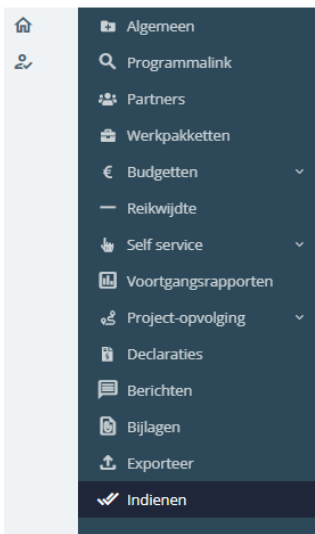 Algemeen
Programmalink
Partners
Werkpakketten
€ Budgetten
Reikwijdte
Self service
Voortgangsrapporten
Project-opvolging
Declaraties
Berichten
Bijlagen
Exporteer
Indienen